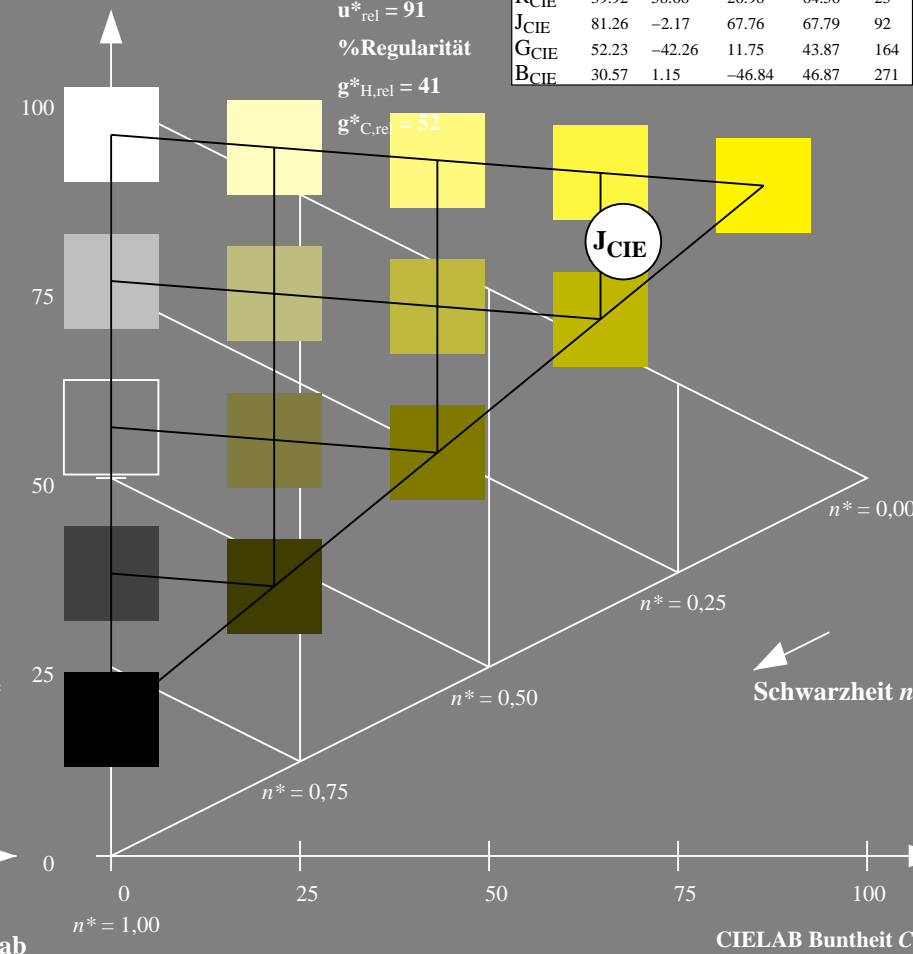 u*rel = 91
%Regularität
g*H,rel = 41
g*C,rel = 52
JCIE 81.26 −2.17 67.76 67.79 92
GCIE 52.23 −42.26 11.75 43.87 164
BCIE 30.57 1.15 −46.84 46.87 271
100
JCIE
75
50
n* = 0,00
n* = 0,25
25
n* = 0,50
Schwarzheit n
n* = 0,75
0
0 25 50 75 100
n* = 1,00
ab
CIELAB Buntheit C